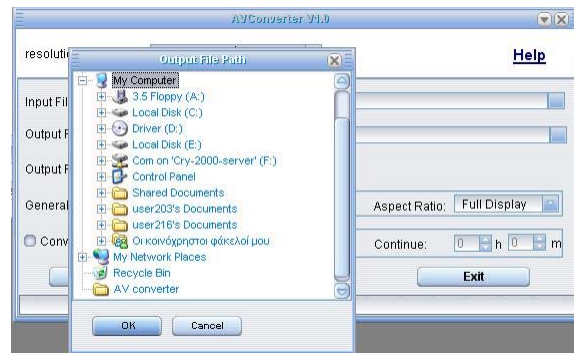 AVConverter V1.0
resoluti
Help
Output File Path
My Computer
3.5 Floppy (A:)
Local Disk (C:)
Driver (D:)
Local Disk (E:)
Com on 'Cry-2000-server' (F:)
Control Panel
Shared Documents
user203's Documents
user216's Documents
Οι κοινόχρηστοι φάκελοί μου
My Network Places
Recycle Bin
AV converter
OK
Cancel
Input Fil
Output F
Output F
General
Aspect Ratio: Full Display
Conv
Continue: 0 h 0 m
Exit